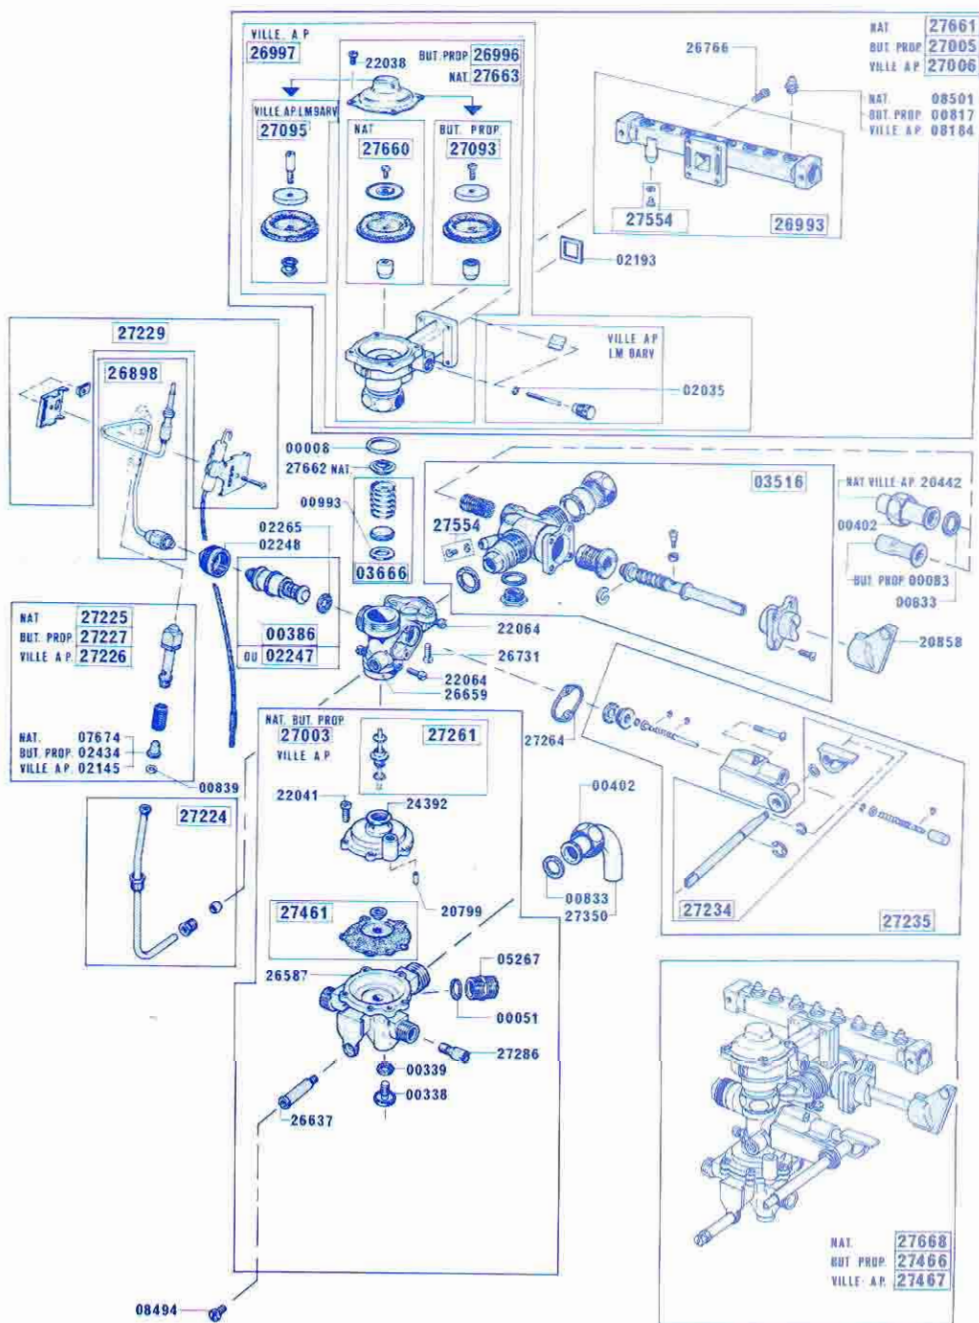 VILLE. A P
26997
22038
BUT. PROP. 26996
NAT. 27663
26766
NAT 27661
BUT PROP. 27005
VILLE A P 27006
NAT. 08501
BUT. PROP. 00817
VILLE A.P 08184
VILLE A.P. LM BARV
27095
NAT
27660
BUT. PROP.
27093
27554
26993
02193
VILLE A P
LM BARV
02035
27229
26898
00008
27662 NAT.
00993
03666
02265
02248
27554
03516
NAT VILLE A.P. 20442
00402
BUT PROP 00083
00833
20858
00386
OU 02247
22064
26731
22064
26659
NAT 27225
BUT. PROP. 27227
VILLE A P. 27226
NAT. 07674
BUT PROP. 02434
VILLE A P. 02145
00839
NAT. BUT PROP.
27003
VILLE A P
27261
27264
22041
24392
00402
27224
20799
00833
27350
27234
27235
27461
26587
05267
00051
27286
00339
00338
26637
NAT. 27668
BUT PROP. 27466
VILLE A.P. 27467
08494